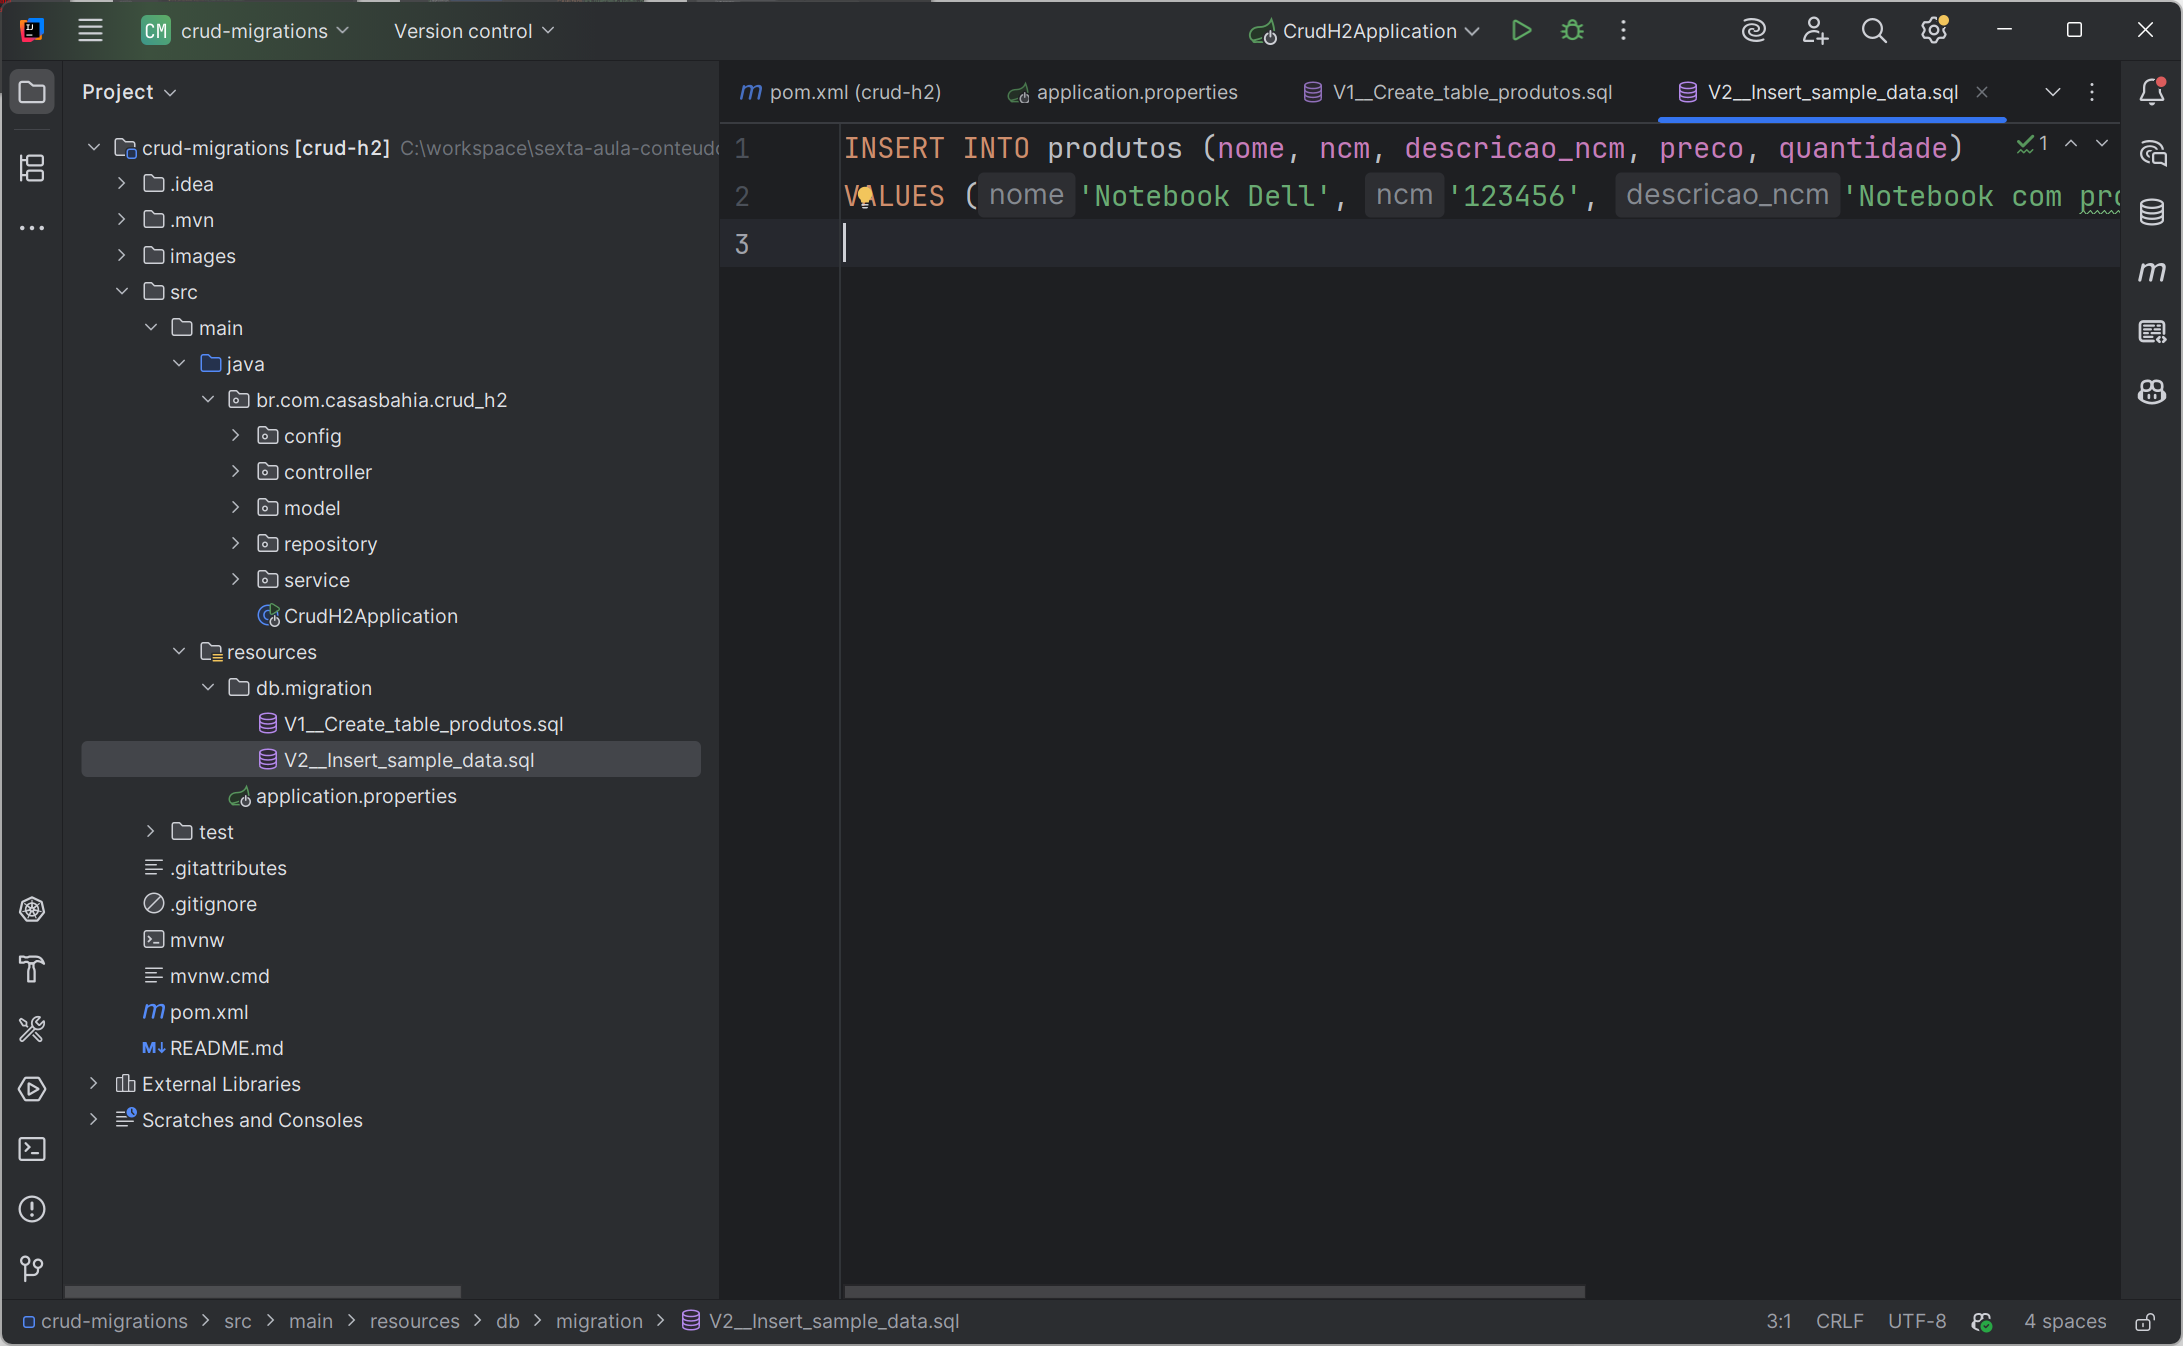 CM crud-migrations Version control CrudH2Application
Project
pom.xml (crud-h2) application.properties V1__Create_table_produtos.sql V2__Insert_sample_data.sql
crud-migrations [crud-h2] C:\workspace\sexta-aula-conteudo
.idea
.mvn
images
src
main
java
br.com.casasbahia.crud_h2
config
controller
model
repository
service
CrudH2Application
resources
db.migration
V1__Create_table_produtos.sql
V2__Insert_sample_data.sql
application.properties
test
.gitattributes
.gitignore
mvnw
mvnw.cmd
pom.xml
README.md
External Libraries
Scratches and Consoles
1 INSERT INTO produtos (nome, ncm, descricao_ncm, preco, quantidade) 1
2 VALUES ( nome 'Notebook Dell', ncm '123456', descricao_ncm 'Notebook com pro
3
crud-migrations > src > main > resources > db > migration > V2__Insert_sample_data.sql 3:1 CRLF UTF-8 4 spaces